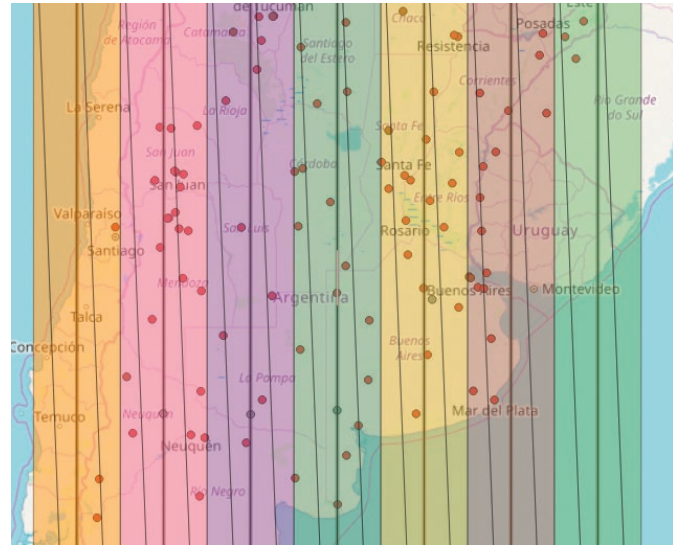 de Tucumán
Este
Chaco
Posadas
Región
de Atacama
Catamarca
Santiago
del Estero
Resistencia
Corrientes
La Serena
La Rioja
Rio Grande
do Sul
Santa Fe
San Juan
Córdoba
Santa Fe
San Juan
Entre Ríos
Valparaíso
San Luis
Rosario
Uruguay
Santiago
Mendoza
Argentina
Buenos Aires
Montevideo
Talca
Buenos
Aires
Concepción
La Pampa
Temuco
Neuquén
Mar del Plata
Neuquén
Río Negro